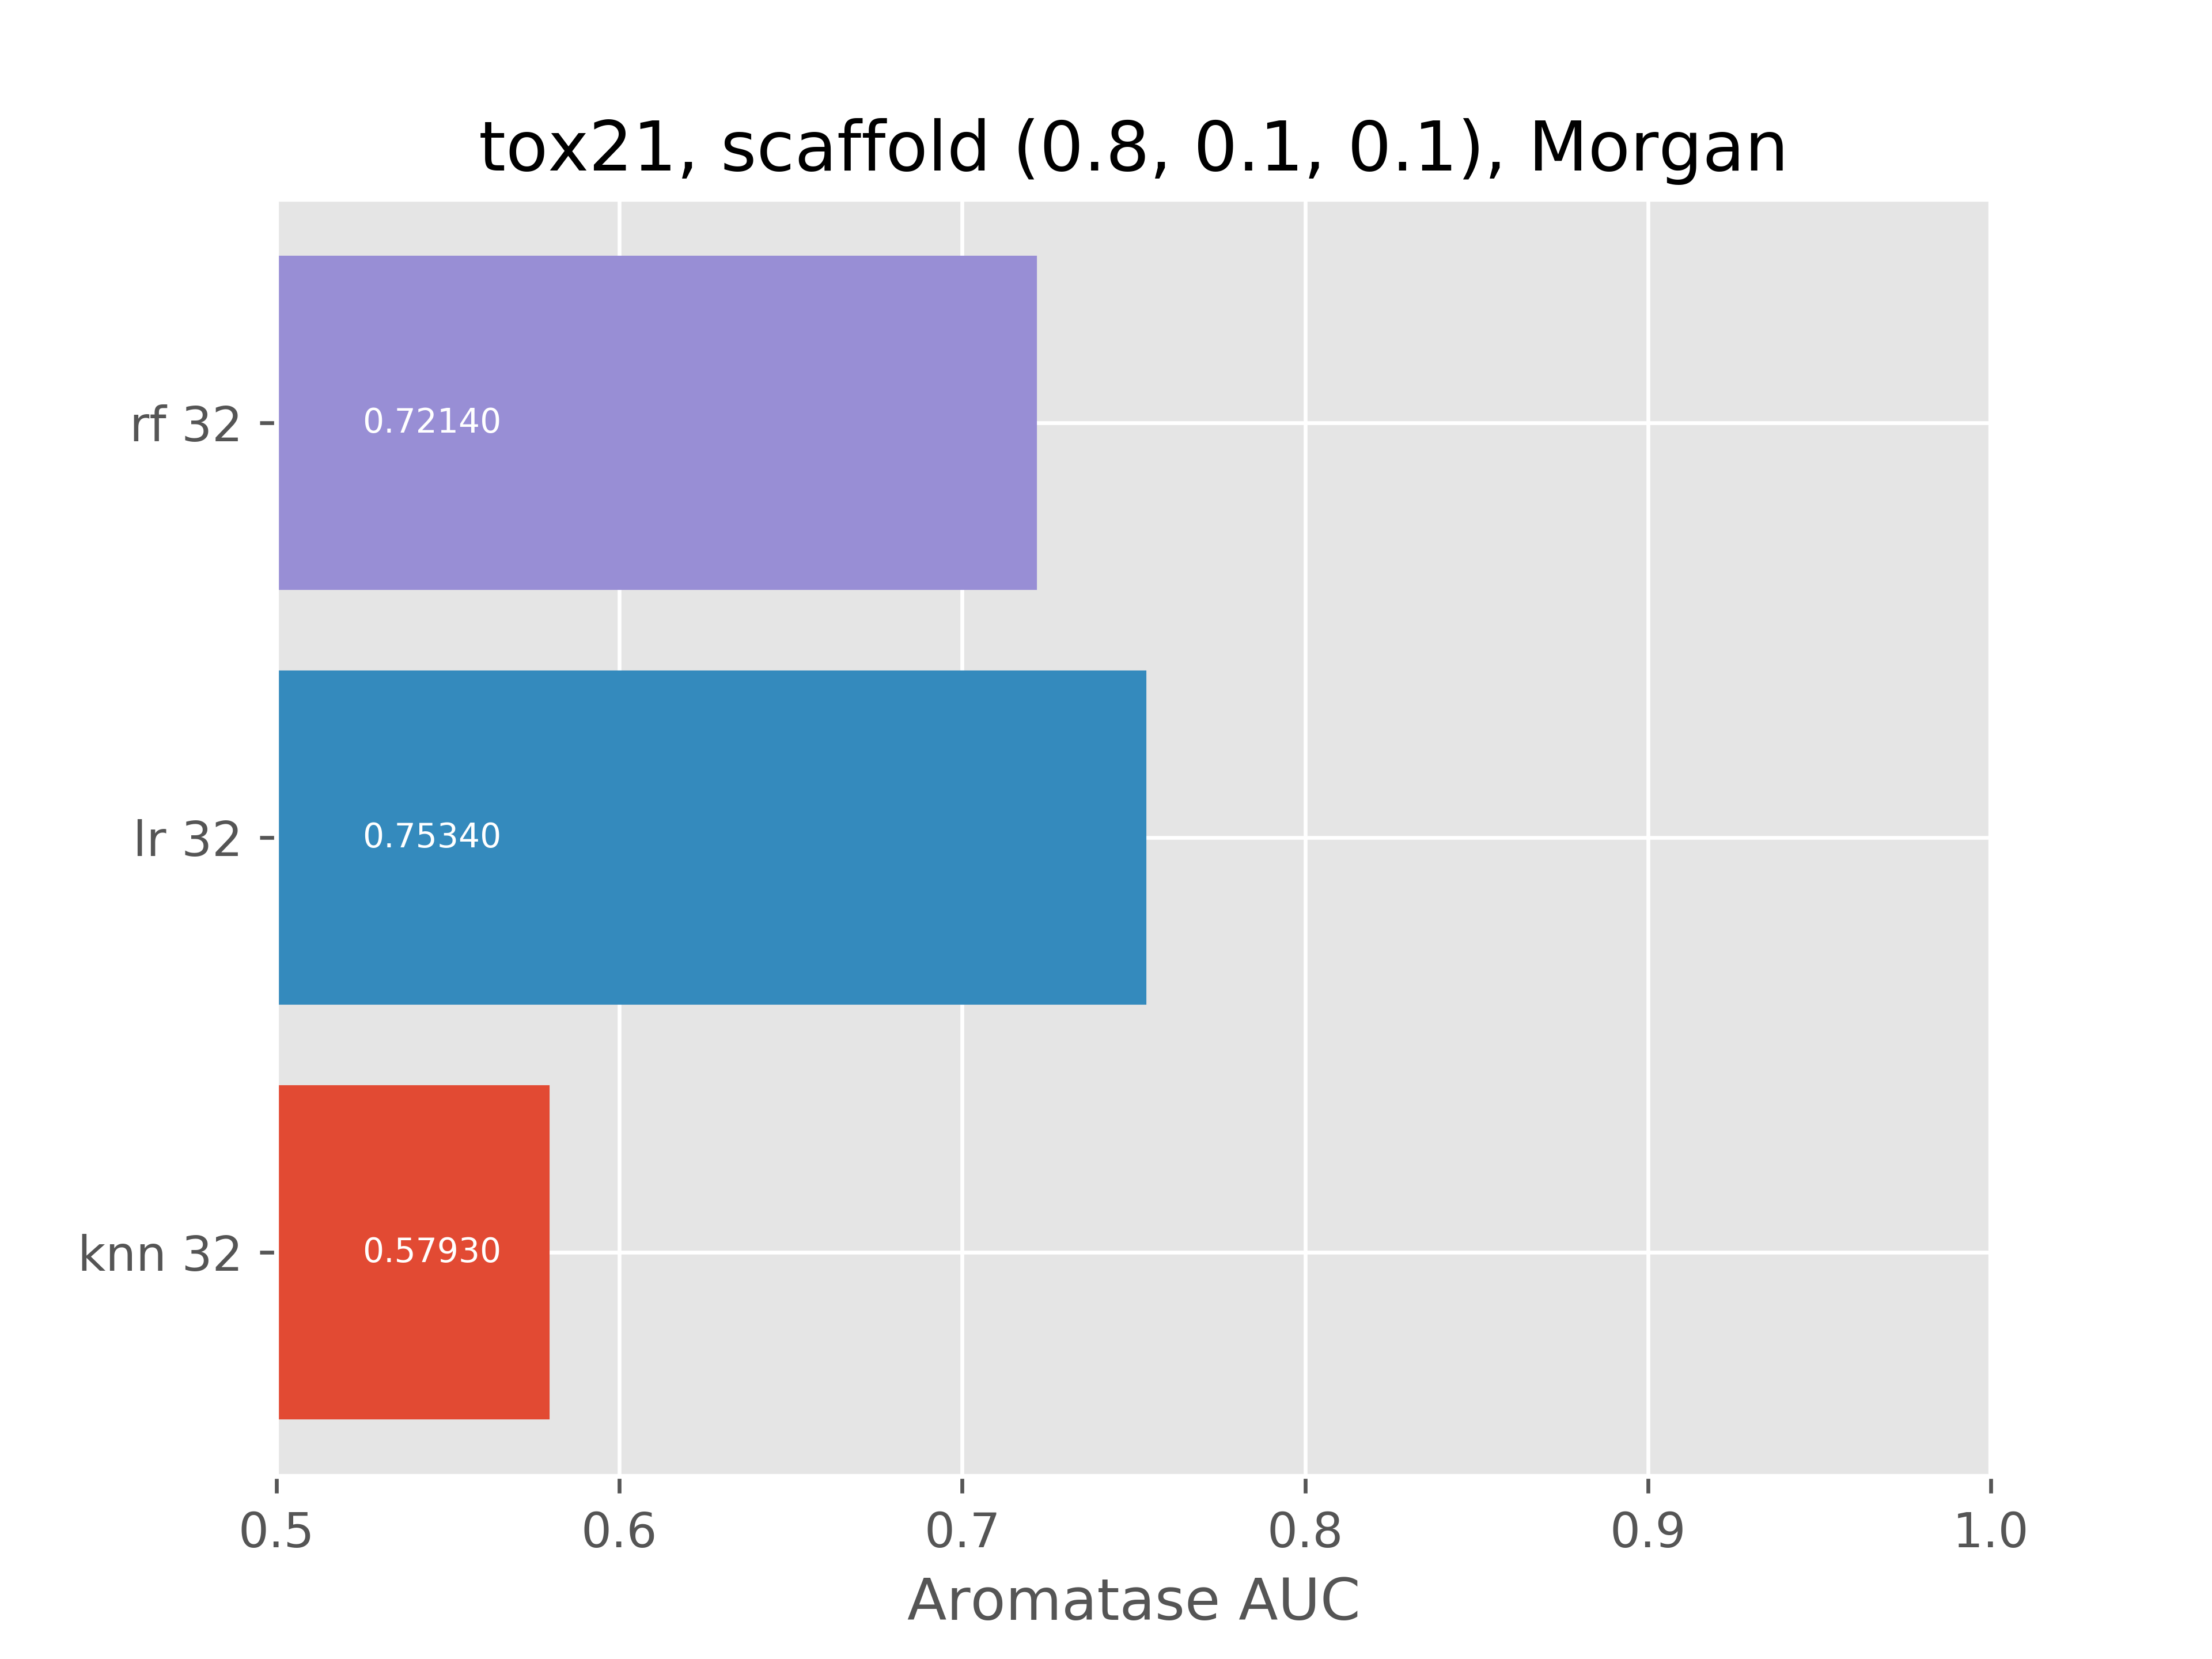 tox21, scaffold (0.8, 0.1, 0.1), Morgan
rf 32
0.72140
lr 32
0.75340
knn 32
0.57930
0.5 0.6 0.7 0.8 0.9 1.0
Aromatase AUC